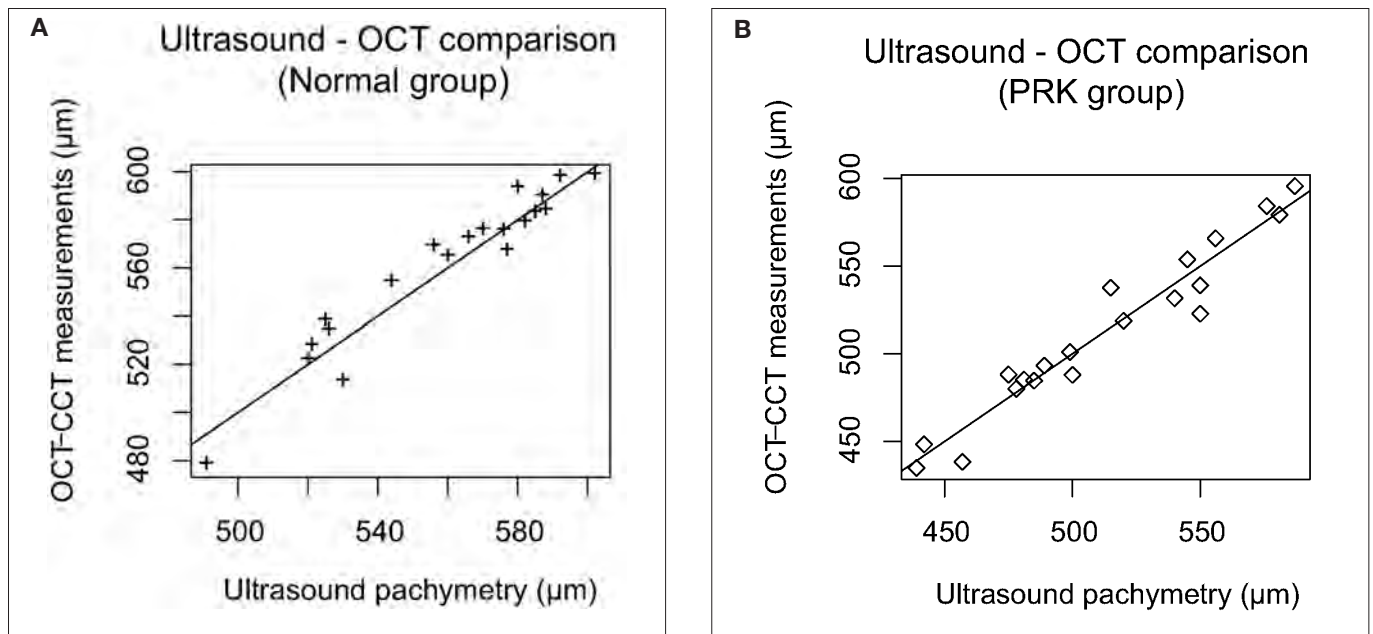 A
Ultrasound - OCT comparison
(Normal group)
OCT-CCT measurements (µm)
600
560
520
480
500 540 580
Ultrasound pachymetry (µm)
B
Ultrasound - OCT comparison
(PRK group)
OCT-CCT measurements (µm)
600
550
500
450
450 500 550
Ultrasound pachymetry (µm)